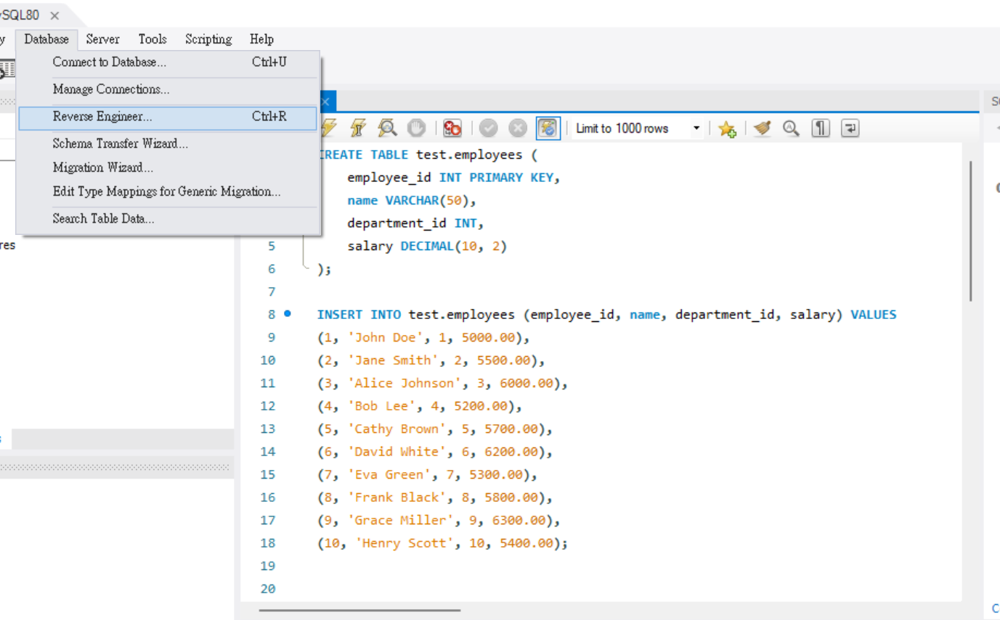 ySQL80 ×
y Database Server Tools Scripting Help
Connect to Database... Ctrl+U
Manage Connections...
Reverse Engineer... Ctrl+R
Schema Transfer Wizard...
Migration Wizard...
Edit Type Mappings for Generic Migration...
Search Table Data...
res
Limit to 1000 rows
CREATE TABLE test.employees (
employee_id INT PRIMARY KEY,
name VARCHAR(50),
department_id INT,
5 salary DECIMAL(10, 2)
6 );
7
8 INSERT INTO test.employees (employee_id, name, department_id, salary) VALUES
9 (1, 'John Doe', 1, 5000.00),
10 (2, 'Jane Smith', 2, 5500.00),
11 (3, 'Alice Johnson', 3, 6000.00),
12 (4, 'Bob Lee', 4, 5200.00),
13 (5, 'Cathy Brown', 5, 5700.00),
14 (6, 'David White', 6, 6200.00),
15 (7, 'Eva Green', 7, 5300.00),
16 (8, 'Frank Black', 8, 5800.00),
17 (9, 'Grace Miller', 9, 6300.00),
18 (10, 'Henry Scott', 10, 5400.00);
19
20